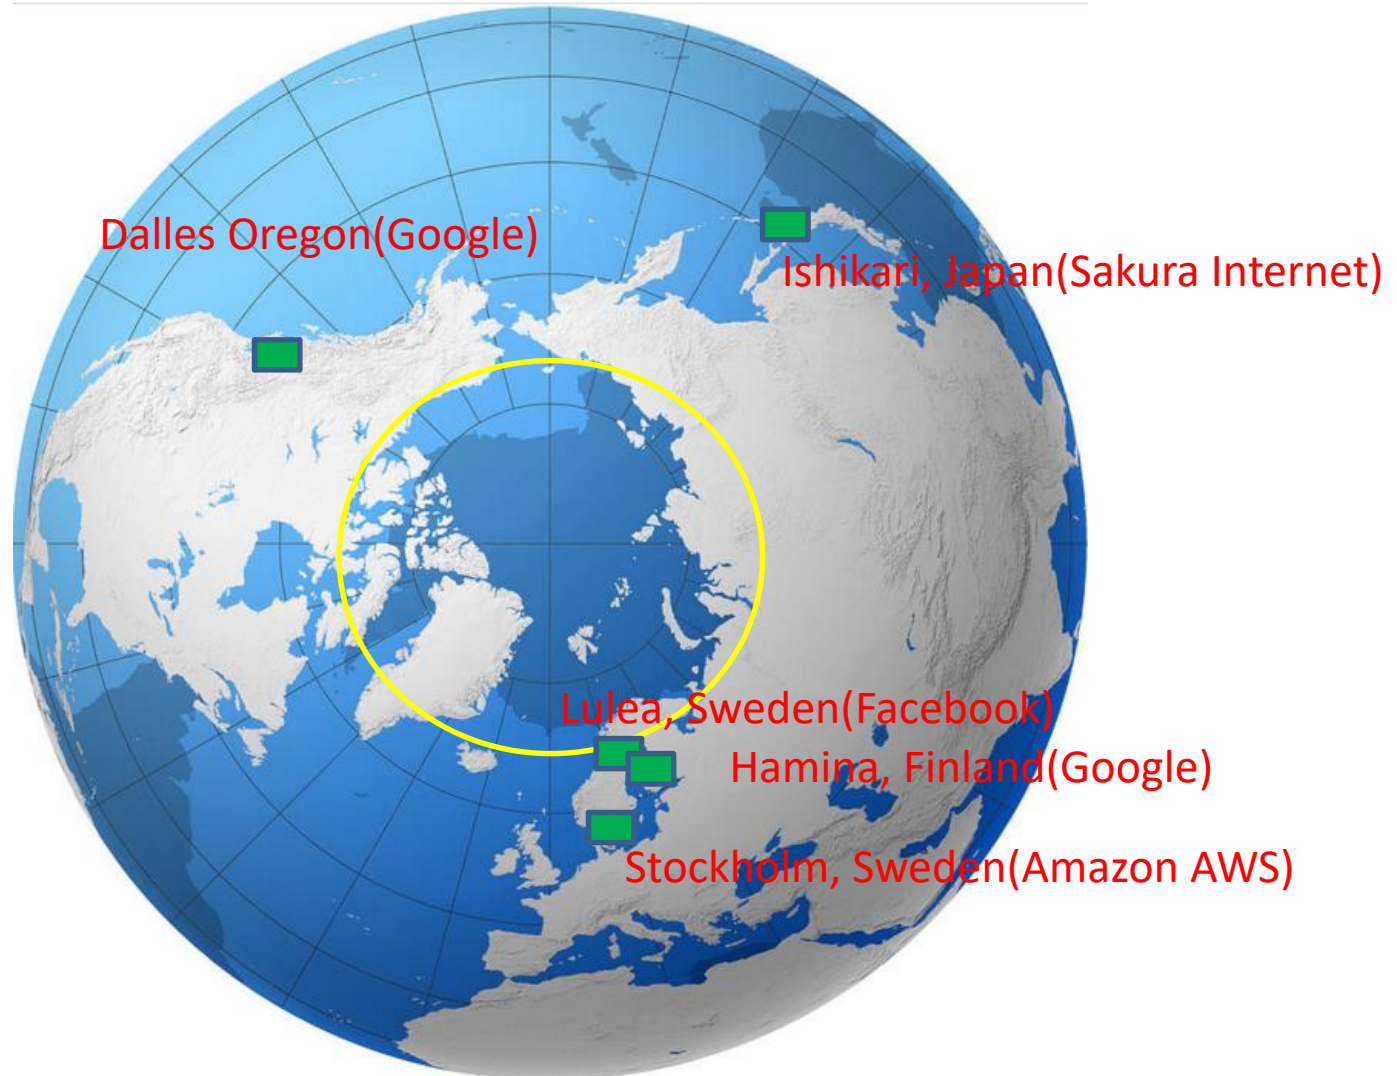 Dalles Oregon(Google)
Ishikari, Japan(Sakura Internet)
Lulea, Sweden(Facebook)
Hamina, Finland(Google)
Stockholm, Sweden(Amazon AWS)